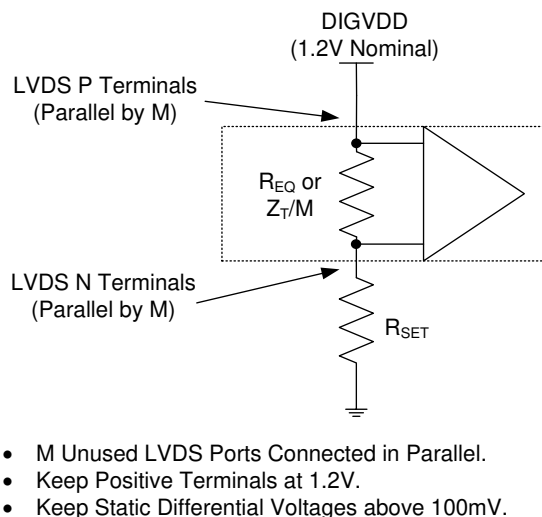 DIGVDD
(1.2V Nominal)
LVDS P Terminals
(Parallel by M)
R_EQ or
Z_T/M
LVDS N Terminals
(Parallel by M)
R_SET
• M Unused LVDS Ports Connected in Parallel.
• Keep Positive Terminals at 1.2V.
• Keep Static Differential Voltages above 100mV.